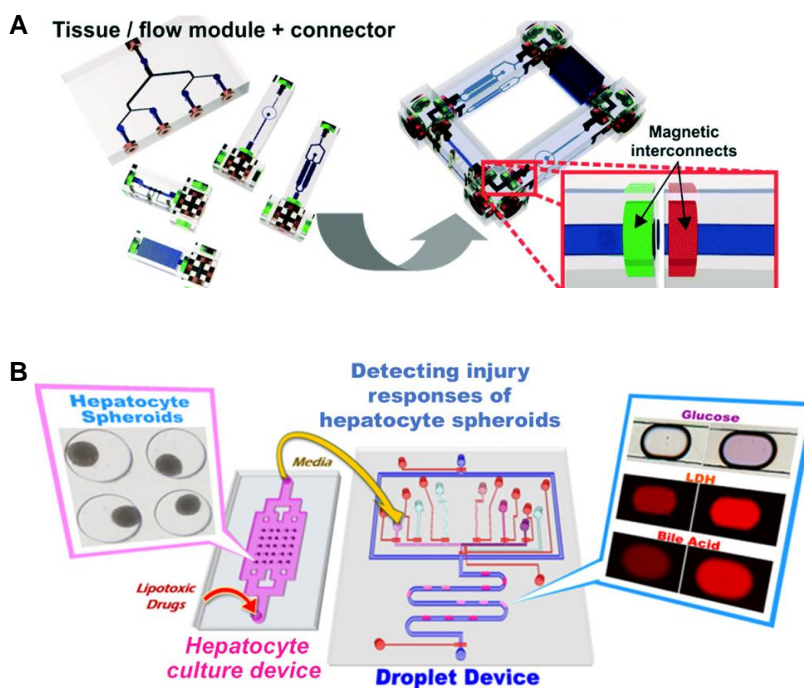 A
Tissue / flow module + connector
Magnetic
interconnects
B
Detecting injury
responses of
hepatocyte spheroids
Hepatocyte
Spheroids
Media
Lipotoxic
Drugs
Hepatocyte
culture device
Droplet Device
Glucose
LDH
Bile Acid